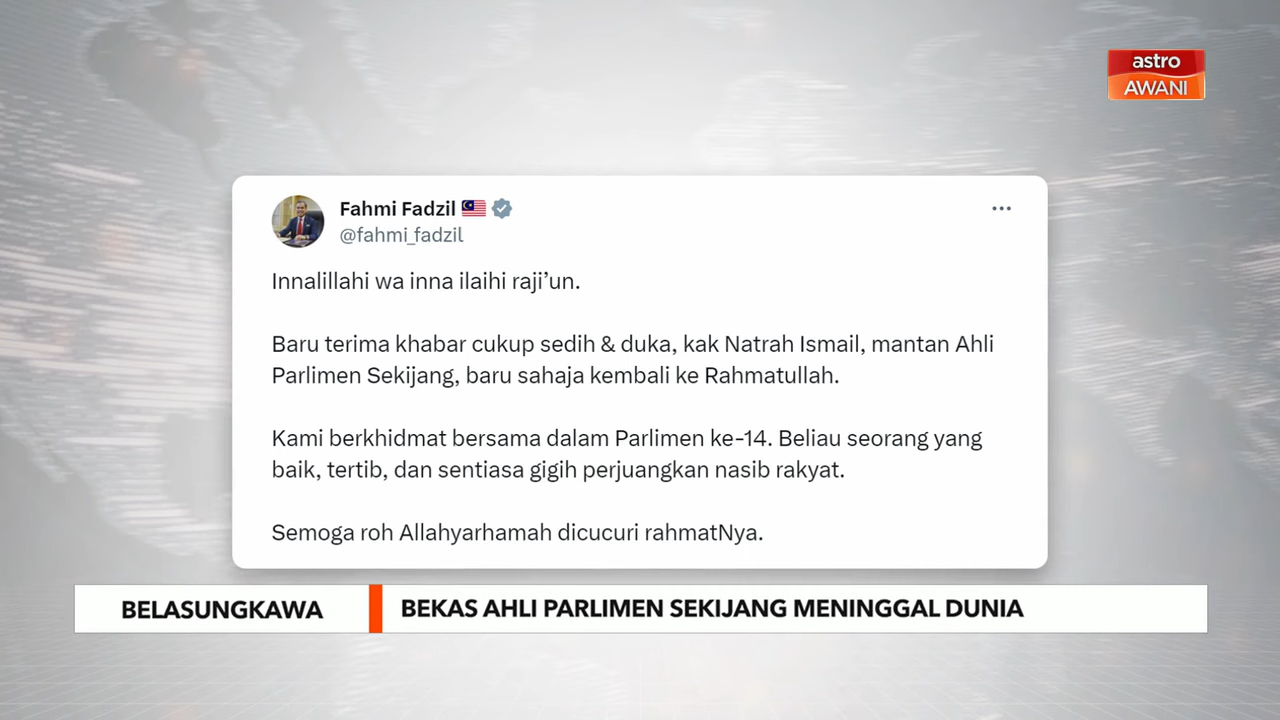 astro
AWANI
Fahmi Fadzil
@fahmi_fadzil
Innalillahi wa inna ilaihi raji’un.
Baru terima khabar cukup sedih & duka, kak Natrah Ismail, mantan Ahli
Parlimen Sekijang, baru sahaja kembali ke Rahmatullah.
Kami berkhidmat bersama dalam Parlimen ke-14. Beliau seorang yang
baik, tertib, dan sentiasa gigih perjuangkan nasib rakyat.
Semoga roh Allahyarhamah dicucuri rahmatNya.
BELASUNGKAWA
BEKAS AHLI PARLIMEN SEKIJANG MENINGGAL DUNIA